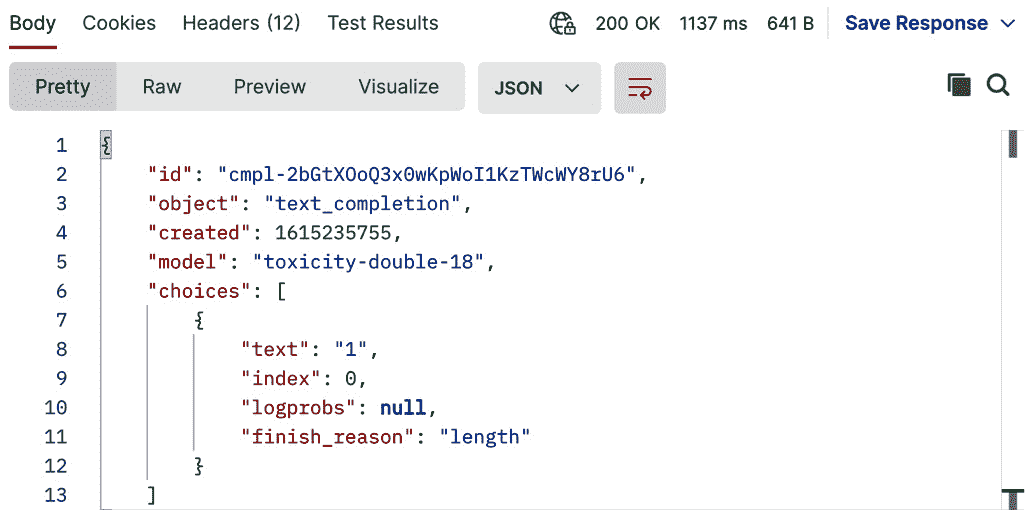 Body Cookies Headers (12) Test Results 200 OK 1137 ms 641 B Save Response
Pretty Raw Preview Visualize JSON
1 {
2 "id": "cmpl-2bGtXOoQ3x0wKpWoI1KzTWcWY8rU6",
3 "object": "text_completion",
4 "created": 1615235755,
5 "model": "toxicity-double-18",
6 "choices": [
7 {
8 "text": "1",
9 "index": 0,
10 "logprobs": null,
11 "finish_reason": "length"
12 }
13 ]